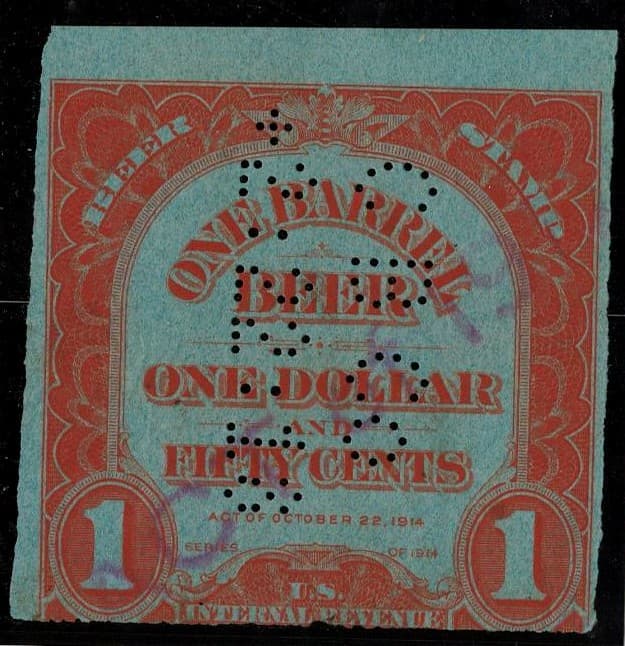 BEER STAMP
ONE BARREL
BEER
ONE DOLLAR
AND
FIFTY CENTS
ACT OF OCTOBER 22, 1914
SERIES OF 1914
1 1
U.S.
INTERNAL REVENUE